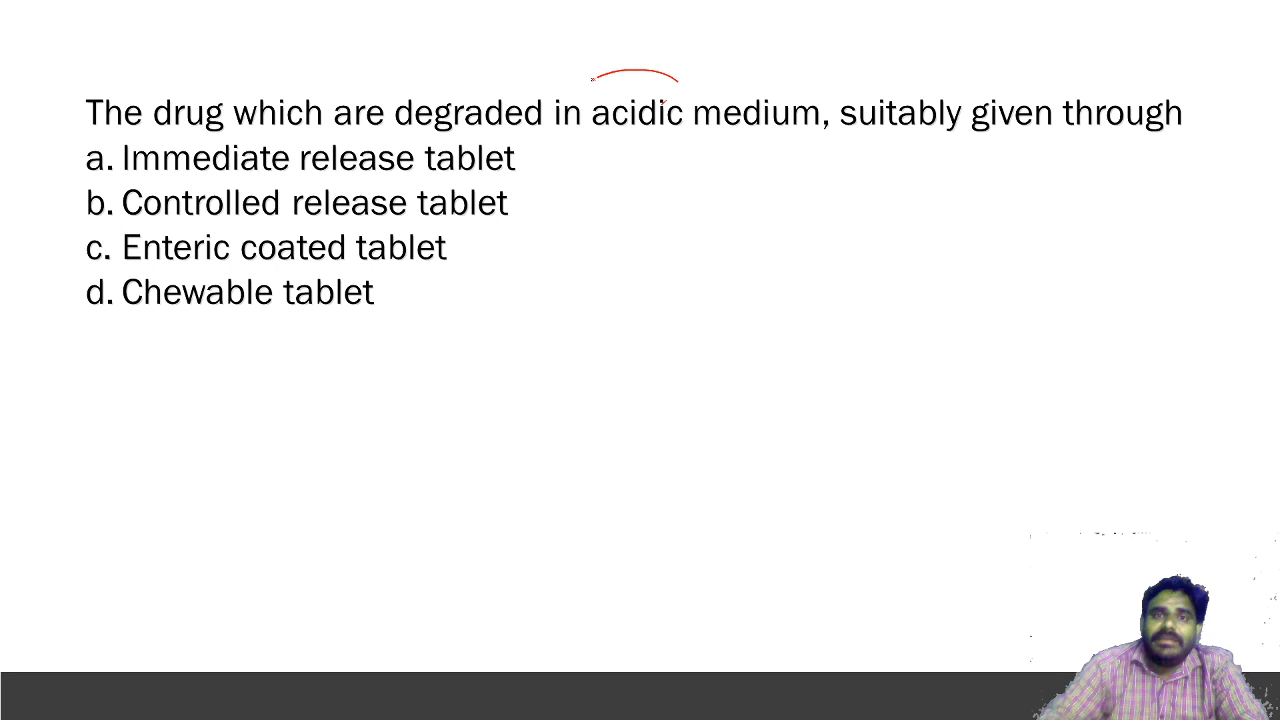 The drug which are degraded in acidic medium, suitably given through
a. Immediate release tablet
b. Controlled release tablet
c. Enteric coated tablet
d. Chewable tablet